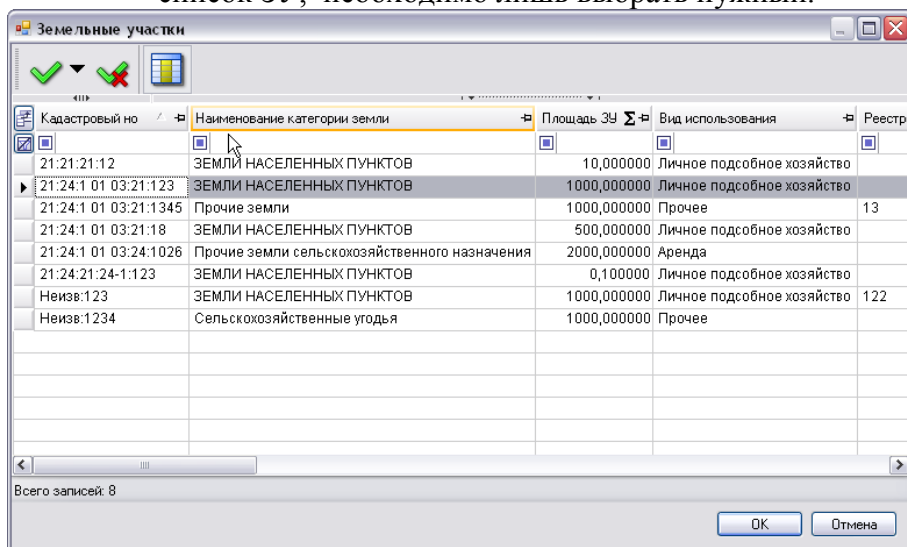 список ЗУ, необходимо лишь выбрать нужный.
Земельные участки
Кадастровый но Наименование категории земли Площадь ЗУ Σ Вид использования Реестр
21:21:21:12 ЗЕМЛИ НАСЕЛЕННЫХ ПУНКТОВ 10,000000 Личное подсобное хозяйство
21:24:1 01 03:21:123 ЗЕМЛИ НАСЕЛЕННЫХ ПУНКТОВ 1000,000000 Личное подсобное хозяйство
21:24:1 01 03:21:1345 Прочие земли 1000,000000 Прочее 13
21:24:1 01 03:21:18 ЗЕМЛИ НАСЕЛЕННЫХ ПУНКТОВ 500,000000 Личное подсобное хозяйство
21:24:1 01 03:24:1026 Прочие земли сельскохозяйственного назначения 2000,000000 Аренда
21:24:21:24-1:123 ЗЕМЛИ НАСЕЛЕННЫХ ПУНКТОВ 0,100000 Личное подсобное хозяйство
Неизв:123 ЗЕМЛИ НАСЕЛЕННЫХ ПУНКТОВ 1000,000000 Личное подсобное хозяйство 122
Неизв:1234 Сельскохозяйственные угодья 1000,000000 Прочее
Всего записей: 8
OK Отмена